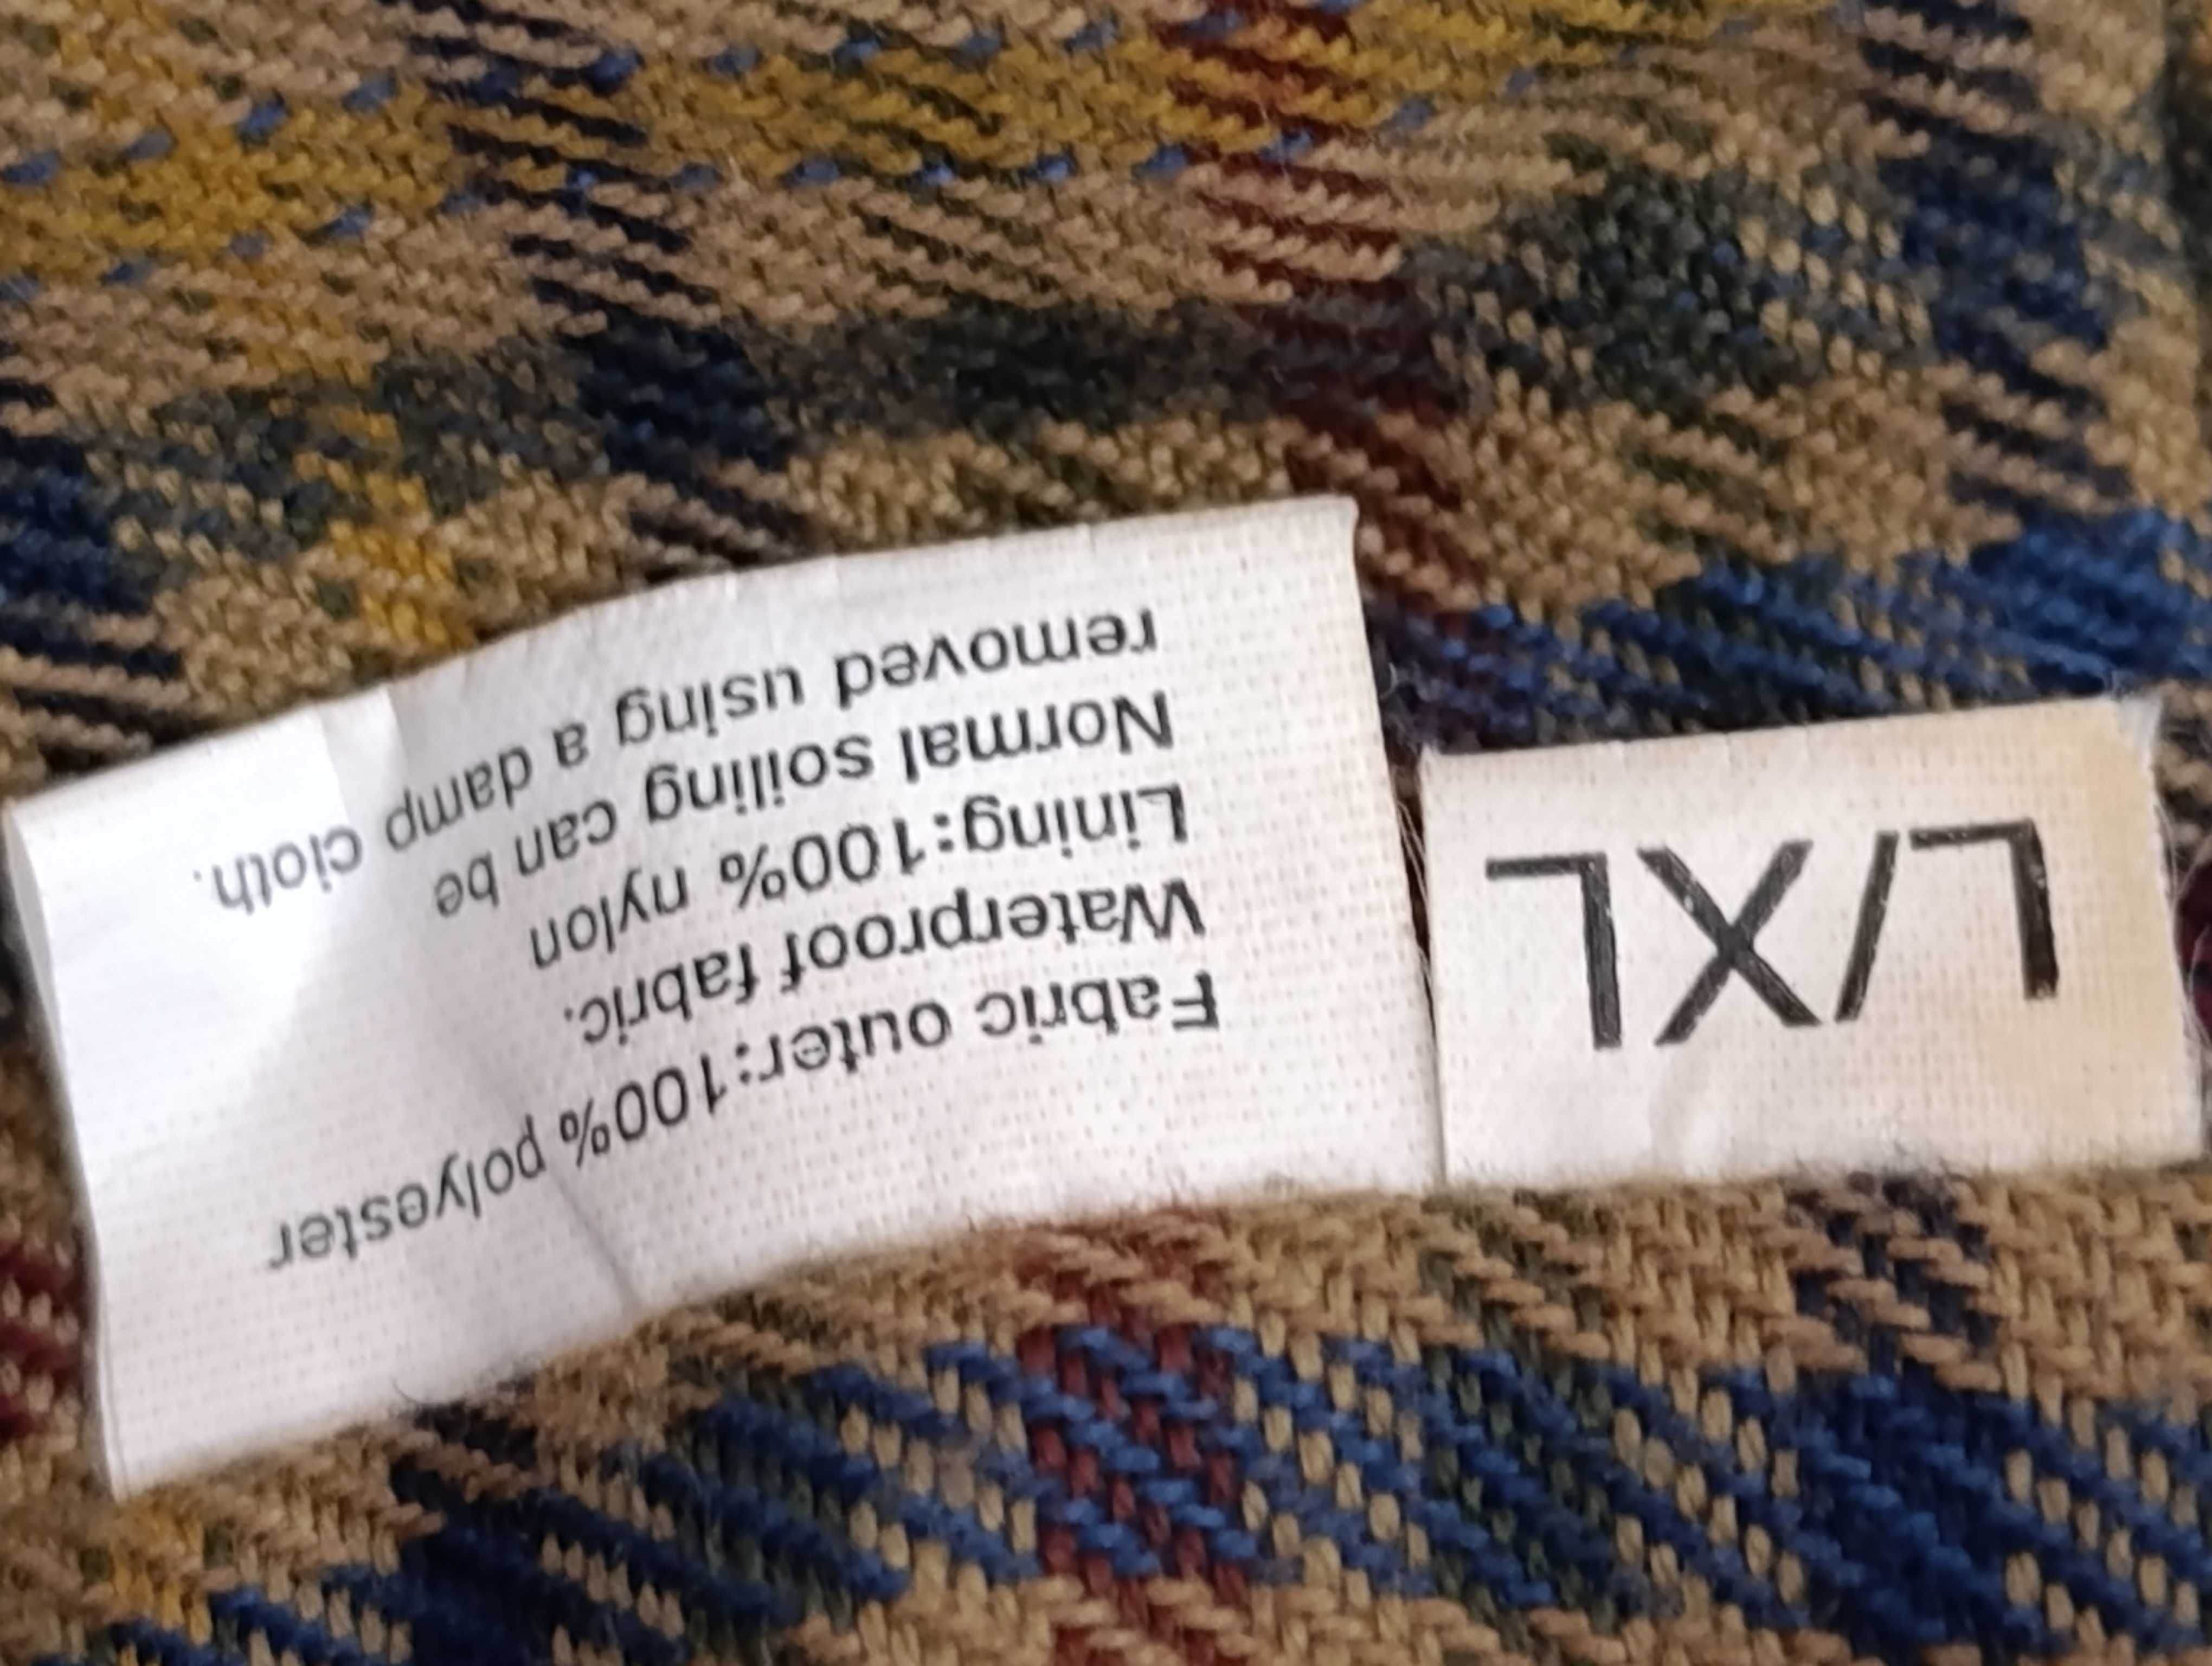 L/XL
Fabric outer:100% polyester
Waterproof fabric.
Lining:100% nylon
Normal soiling can be
removed using a damp cloth.